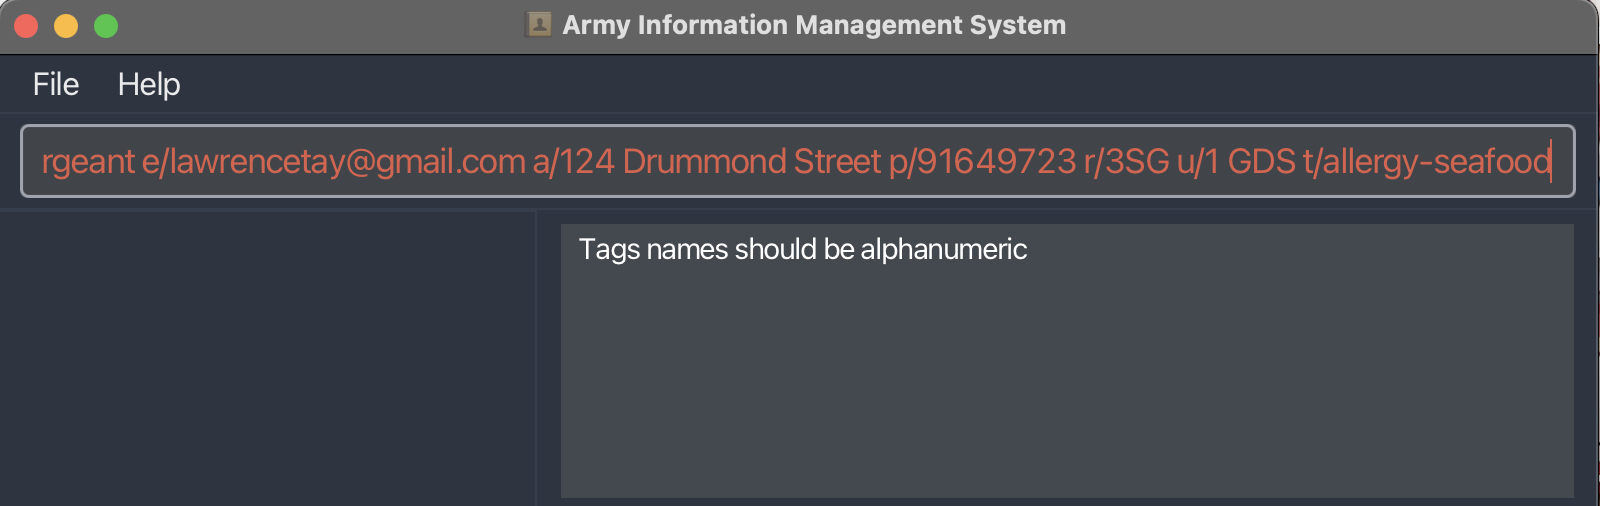 Army Information Management System
File Help
rgeant e/lawrencetay@gmail.com a/124 Drummond Street p/91649723 r/3SG u/1 GDS t/allergy-seafood
Tags names should be alphanumeric